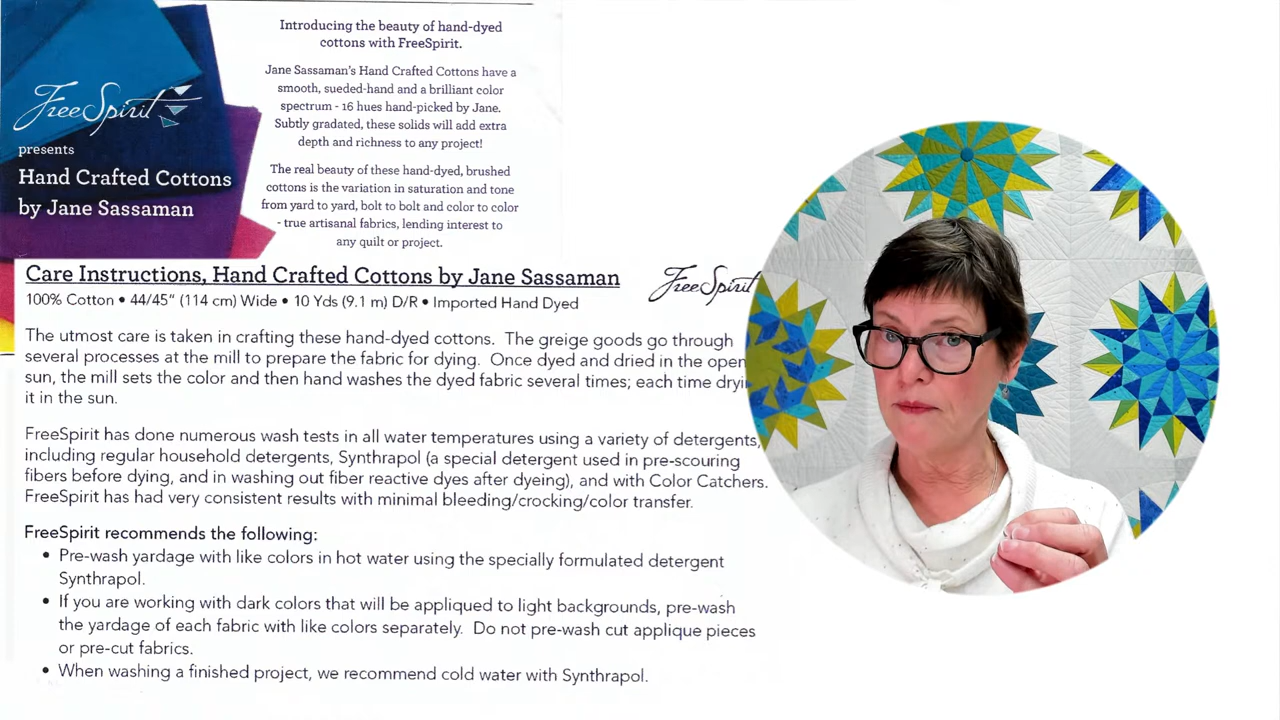 FreeSpirit
presents
Hand Crafted Cottons
by Jane Sassaman
Introducing the beauty of hand-dyed
cottons with FreeSpirit.
Jane Sassaman's Hand Crafted Cottons have a
smooth, sueded-hand and a brilliant color
spectrum - 16 hues hand-picked by Jane.
Subtly gradated, these solids will add extra
depth and richness to any project!
The real beauty of these hand-dyed, brushed
cottons is the variation in saturation and tone
from yard to yard, bolt to bolt and color to color
- true artisanal fabrics, lending interest to
any quilt or project.
Care Instructions, Hand Crafted Cottons by Jane Sassaman
FreeSpirit
100% Cotton • 44/45" (114 cm) Wide • 10 Yds (9.1 m) D/R • Imported Hand Dyed
The utmost care is taken in crafting these hand-dyed cottons. The greige goods go through
several processes at the mill to prepare the fabric for dying. Once dyed and dried in the open
sun, the mill sets the color and then hand washes the dyed fabric several times; each time
it in the sun.
FreeSpirit has done numerous wash tests in all water temperatures using a variety of detergents,
including regular household detergents, Synthrapol (a special detergent used in pre-scouring
fibers before dying, and in washing out fiber reactive dyes after dyeing), and with Color Catchers.
FreeSpirit has had very consistent results with minimal bleeding/crocking/color transfer.
FreeSpirit recommends the following:
• Pre-wash yardage with like colors in hot water using the specially formulated detergent
Synthrapol.
• If you are working with dark colors that will be appliqued to light backgrounds, pre-wash
the yardage of each fabric with like colors separately. Do not pre-wash cut applique pieces
or pre-cut fabrics.
• When washing a finished project, we recommend cold water with Synthrapol.